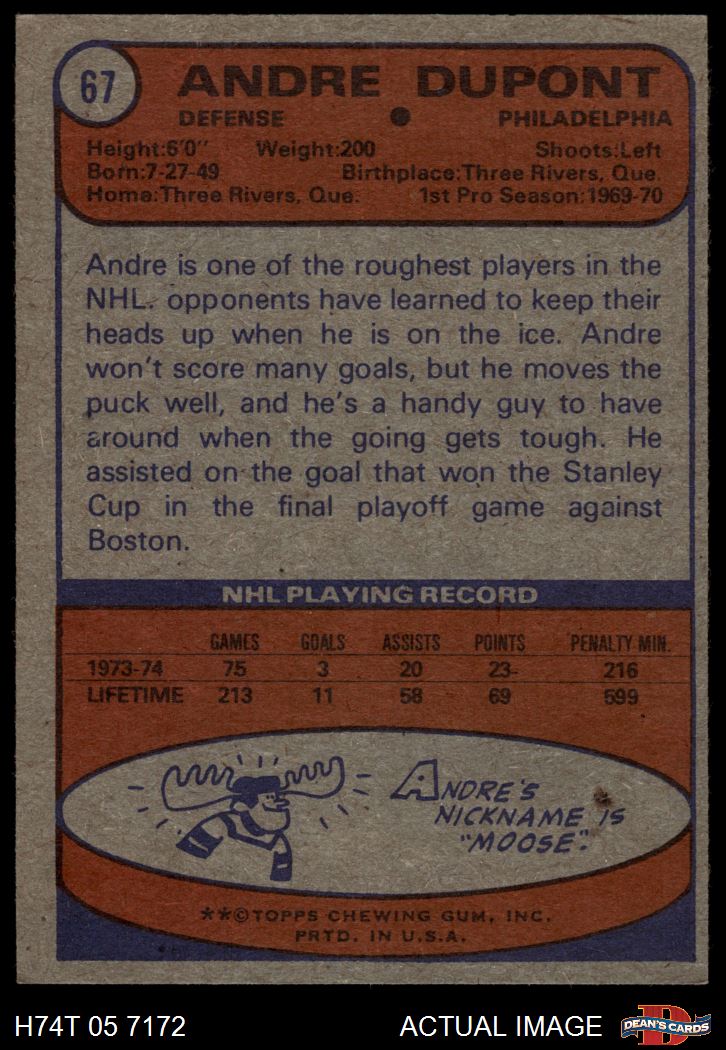 67
ANDRE DUPONT
DEFENSE ● PHILADELPHIA
Height:6'0" Weight:200 Shoots:Left
Born:7-27-49 Birthplace:Three Rivers, Que.
Home:Three Rivers, Que. 1st Pro Season:1969-70
Andre is one of the roughest players in the
NHL. opponents have learned to keep their
heads up when he is on the ice. Andre
won't score many goals, but he moves the
puck well, and he's a handy guy to have
around when the going gets tough. He
assisted on the goal that won the Stanley
Cup in the final playoff game against
Boston.
NHL PLAYING RECORD
GAMES GOALS ASSISTS POINTS PENALTY MIN.
1973-74 75 3 20 23 216
LIFETIME 213 11 58 69 599
ANDRE'S
NICKNAME IS
"MOOSE".
**©TOPPS CHEWING GUM, INC.
PRTD. IN U.S.A.
H74T 05 7172 ACTUAL IMAGE
D
DEAN'S CARDS